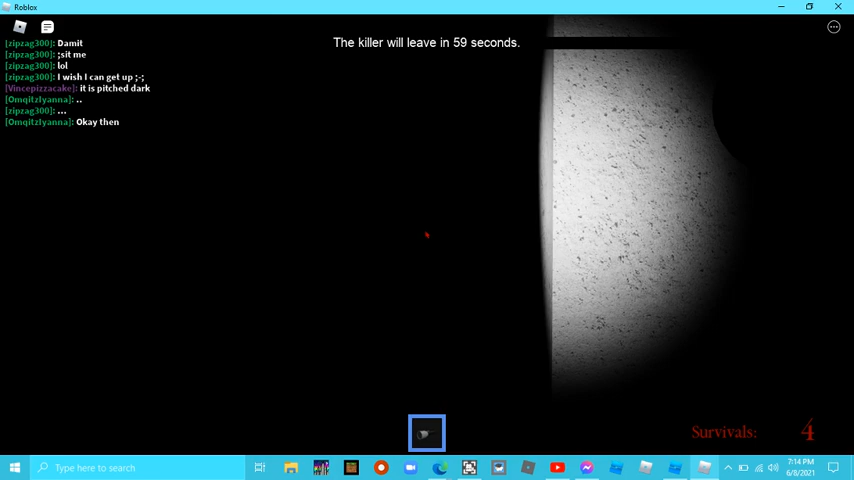 Roblox
[zipzag300]: Damit
[zipzag300]: ;sit me
[zipzag300]: lol
[zipzag300]: I wish I can get up ;-;
[Vincepizzacake]: it is pitched dark
[OmqitzIyanna]: ..
[zipzag300]: ...
[OmqitzIyanna]: Okay then
The killer will leave in 59 seconds.
Survivals: 4
Type here to search
7:14 PM
6/8/2021